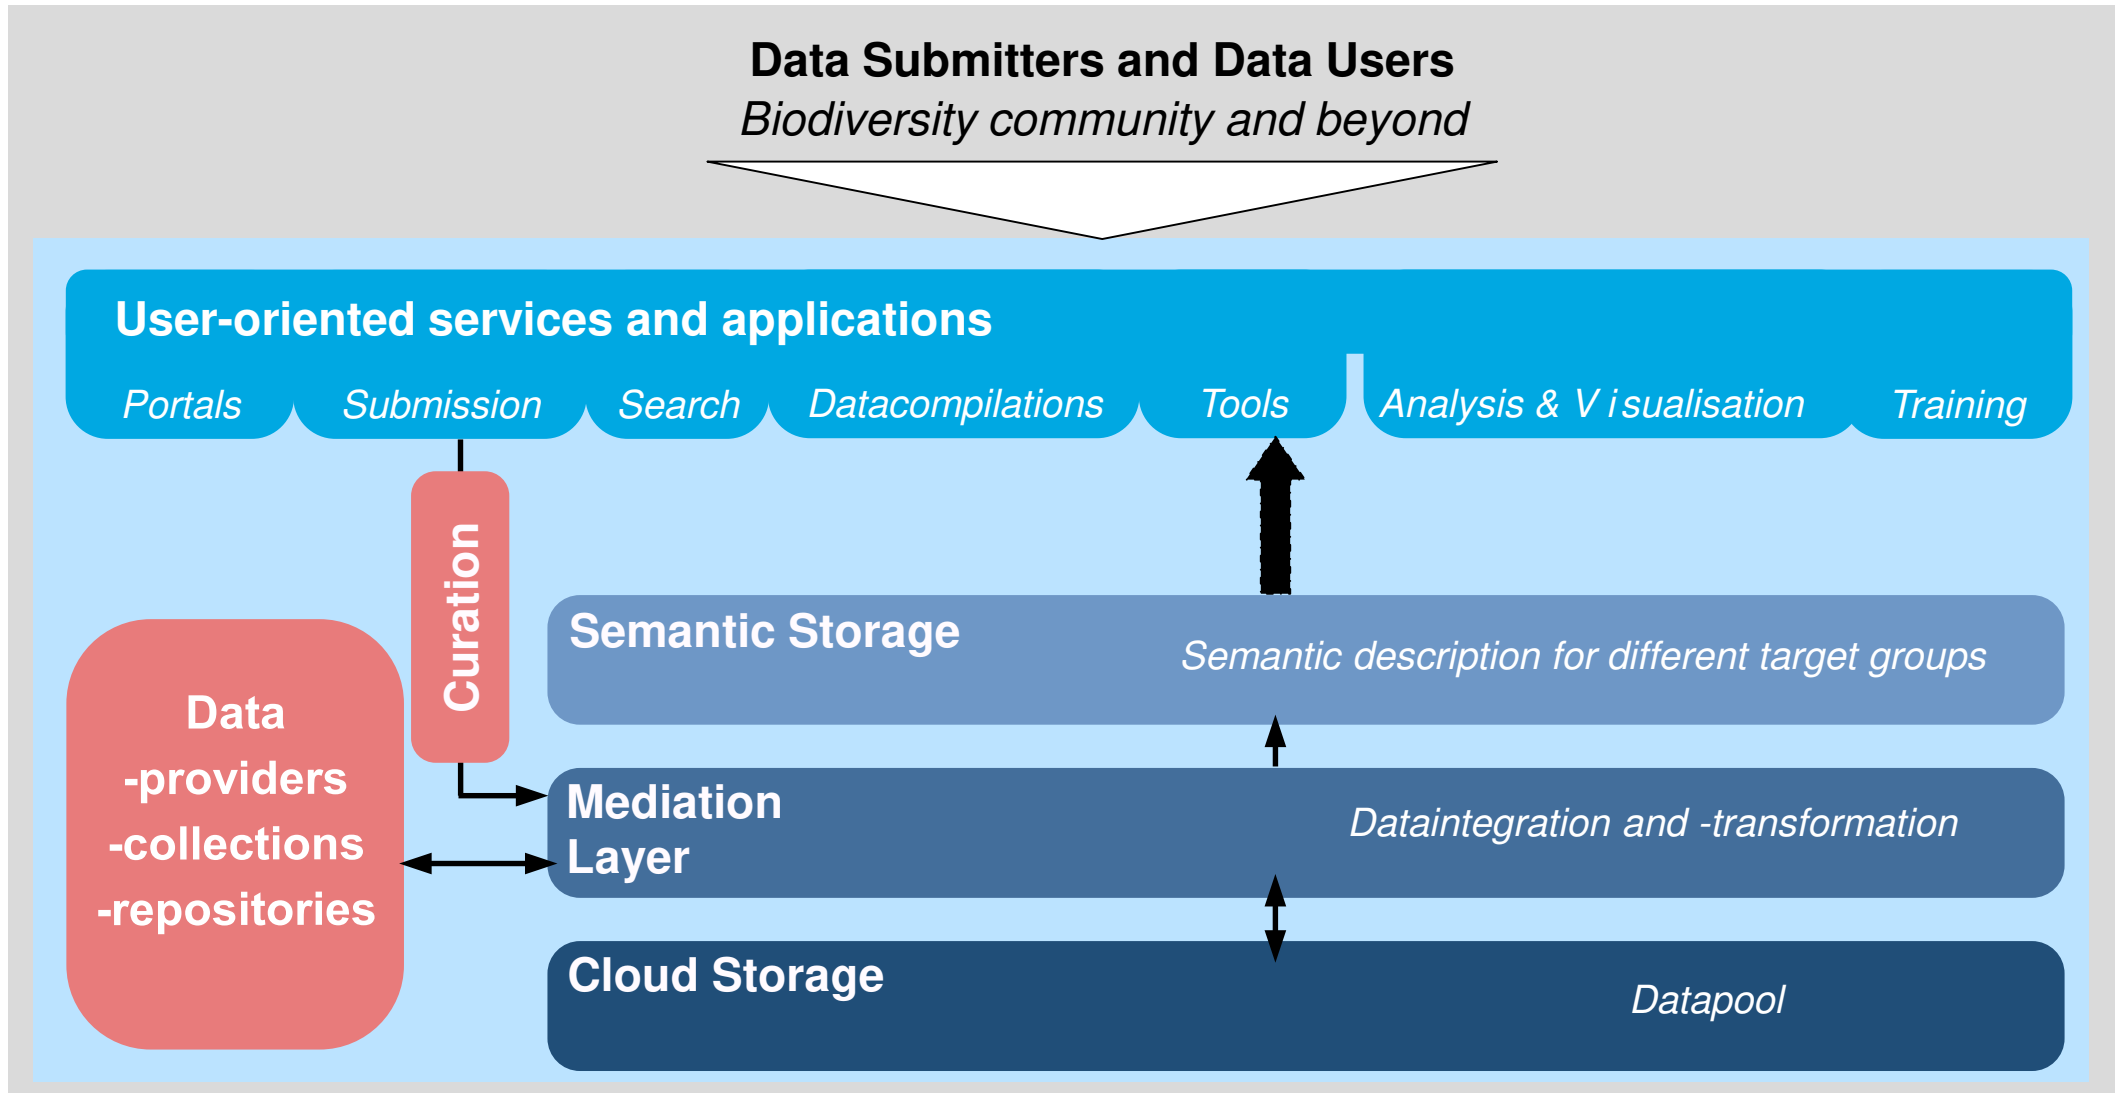 Data Submitters and Data Users
Biodiversity community and beyond
User-oriented services and applications
Portals
Submission
Search
Datacompilations
Tools
Analysis & V i sualisation
Training
Curation
Data
-providers
-collections
-repositories
Semantic Storage
Semantic description for different target groups
Mediation
Layer
Dataintegration and -transformation
Cloud Storage
Datapool